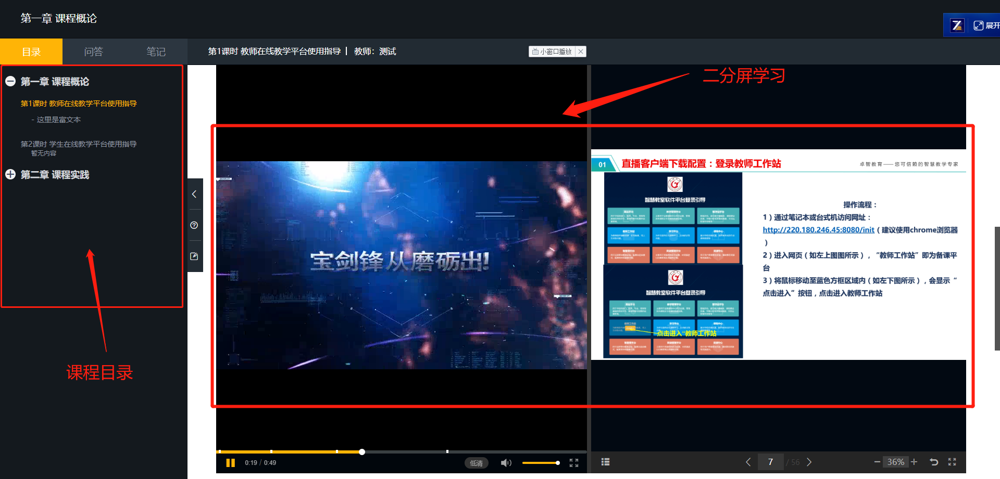 第一章 课程概论
展开
目录
问答
笔记
第1课时 教师在线教学平台使用指导
教师：测试
小窗口播放
第一章 课程概论
第1课时 教师在线教学平台使用指导
- 这里是富文本
第2课时 学生在线教学平台使用指导
暂无内容
第二章 课程实践
课程目录
二分屏学习
宝剑锋从磨砺出!
01
直播客户端下载配置：登录教师工作站
卓智教育——您可信赖的智慧教学专家
智慧教室软件平台登录引导
教师工作站
学习平台
智慧教室软件平台登录引导
学习平台
点击进入“教师工作站
操作流程：
1）通过笔记本或台式机访问网址：
http://220.180.246.45:8080/init（建议使用chrome浏览器
）
2）进入网页（如左上图图所示），“教师工作站”即为备课平
台
3）将鼠标移动至蓝色方框区域内（如左下图所示），会显示“
点击进入”按钮，点击进入教师工作站
0:19 / 0:49
低清
7 / 56
36%